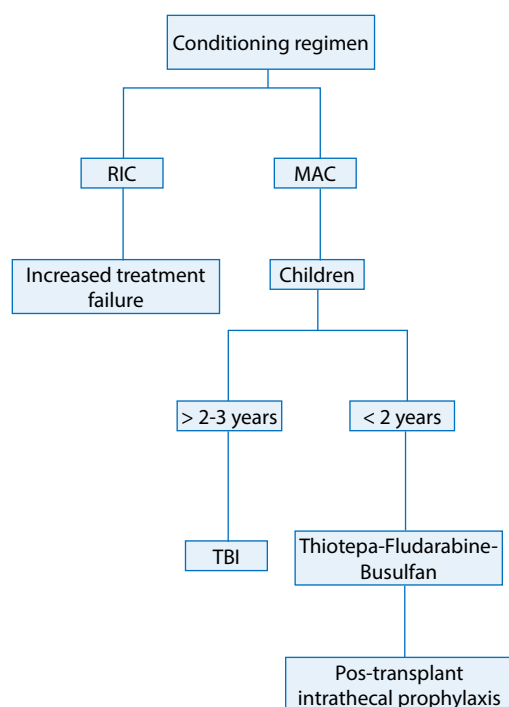 Conditioning regimen
RIC
MAC
Increased treatment
failure
Children
> 2-3 years
< 2 years
TBI
Thiotepa-Fludarabine-
Busulfan
Pos-transplant
intrathecal prophylaxis